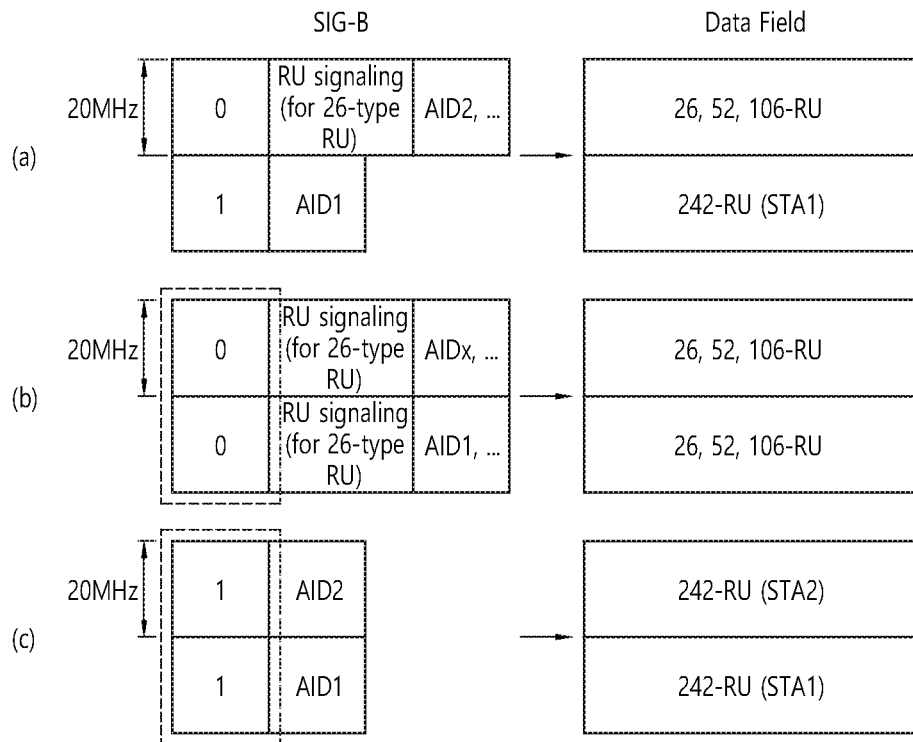 SIG-B
Data Field
(a)
20MHz
0
RU signaling
(for 26-type
RU)
AID2, ...
26, 52, 106-RU
1
AID1
242-RU (STA1)
(b)
20MHz
0
RU signaling
(for 26-type
RU)
AIDx, ...
26, 52, 106-RU
0
RU signaling
(for 26-type
RU)
AID1, ...
26, 52, 106-RU
(c)
20MHz
1
AID2
242-RU (STA2)
1
AID1
242-RU (STA1)